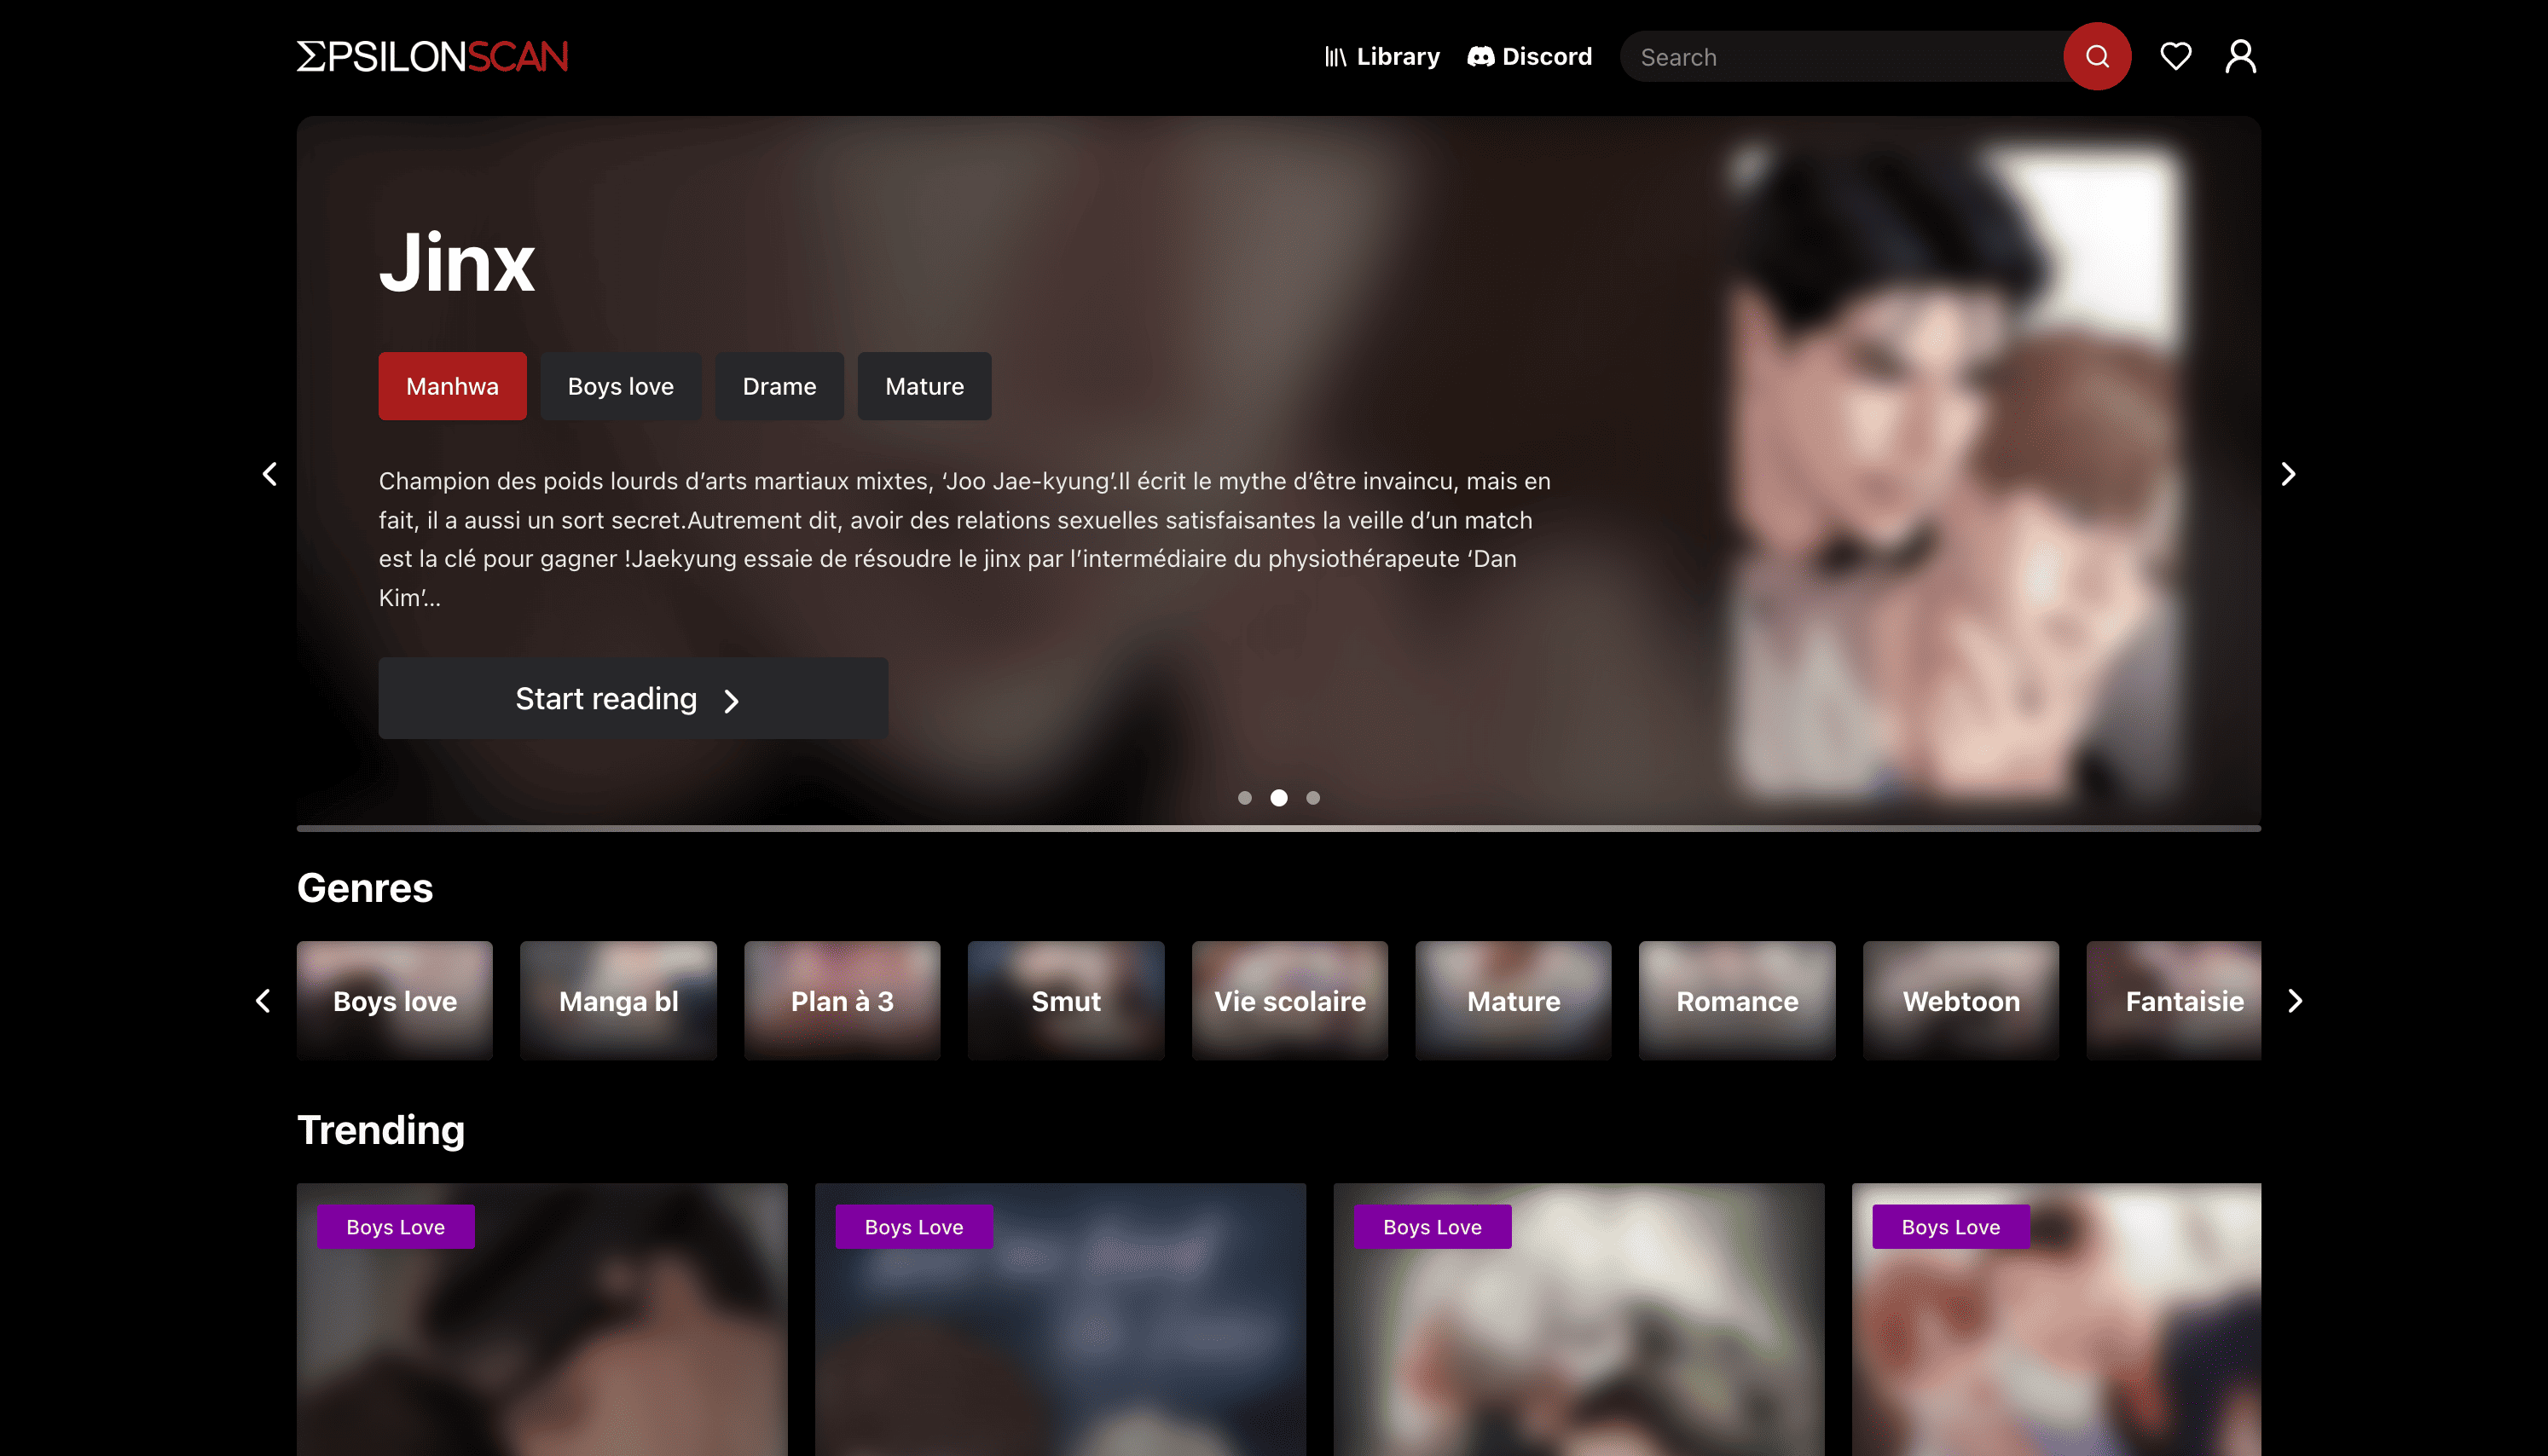 ΣPSILONSCAN
Library
Discord
Search
Jinx
Manhwa
Boys love
Drame
Mature
Champion des poids lourds d’arts martiaux mixtes, ‘Joo Jae-kyung’.Il écrit le mythe d’être invaincu, mais en
fait, il a aussi un sort secret.Autrement dit, avoir des relations sexuelles satisfaisantes la veille d’un match
est la clé pour gagner !Jaekyung essaie de résoudre le jinx par l’intermédiaire du physiothérapeute ‘Dan
Kim’...
Start reading
Genres
Boys love
Manga bl
Plan à 3
Smut
Vie scolaire
Mature
Romance
Webtoon
Fantaisie
Trending
Boys Love
Boys Love
Boys Love
Boys Love